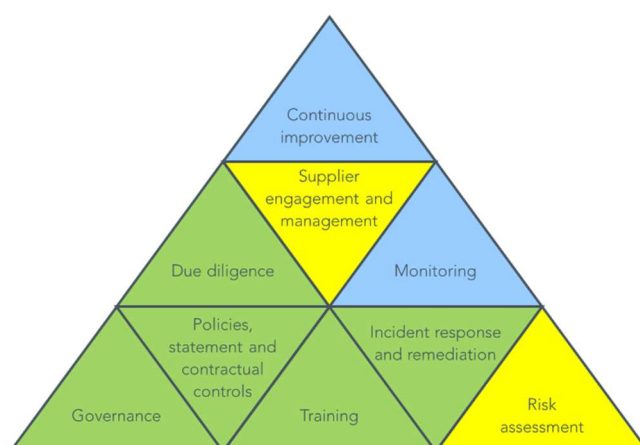 Continuous
improvement
Supplier
engagement and
management
Due diligence
Monitoring
Policies,
statement and
contractual
controls
Incident response
and remediation
Governance
Training
Risk
assessment